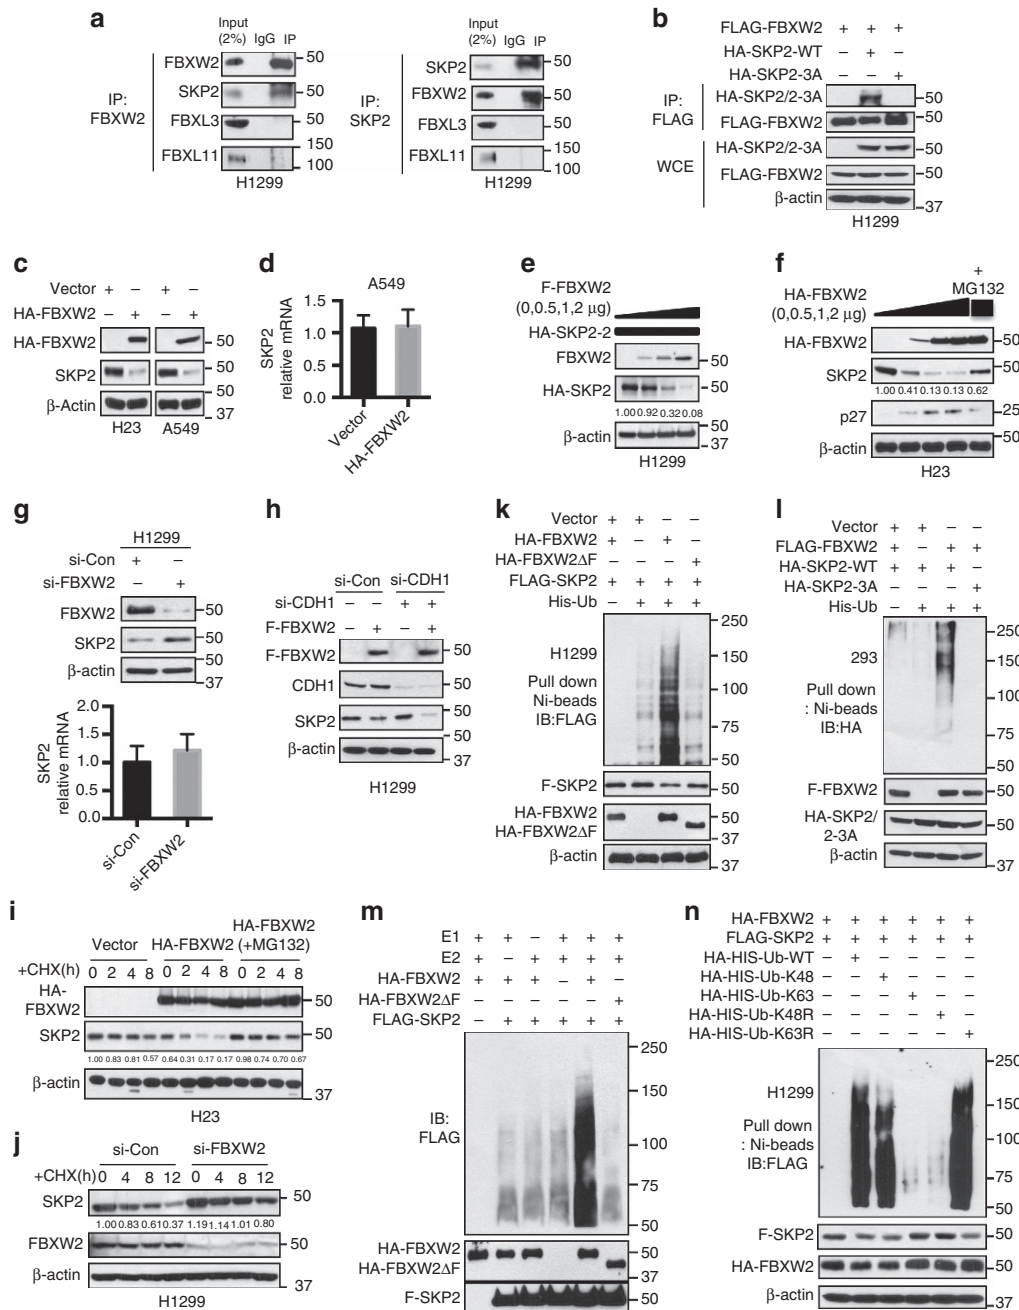 a
Input
(2%) IgG IP
FBXW2
50
SKP2
50
IP:
FBXW2
FBXL3
50
FBXL11
150
100
H1299
Input
(2%) IgG IP
SKP2
50
FBXW2
50
IP:
SKP2
FBXL3
50
FBXL11
150
100
H1299
b
FLAG-FBXW2 + + +
HA-SKP2-WT – + –
HA-SKP2-3A – – +
IP:
FLAG
HA-SKP2/2-3A
50
FLAG-FBXW2
50
WCE
HA-SKP2/2-3A
50
FLAG-FBXW2
50
β-actin
37
H1299
c
Vector + – + –
HA-FBXW2 – + – +
HA-FBXW2
50
SKP2
50
β-Actin
50
37
H23 A549
d
A549
SKP2
relative mRNA
1.5
1.0
0.5
0.0
Vector
HA-FBXW2
e
F-FBXW2
(0,0.5,1,2 μg)
HA-SKP2-2
FBXW2
50
HA-SKP2
50
1.00 0.92 0.32 0.08
β-actin
50
37
H1299
f
+
MG132
HA-FBXW2
(0,0.5,1,2 μg)
HA-FBXW2
50
SKP2
50
1.00 0.41 0.13 0.13 0.62
p27
25
β-actin
50
H23
g
H1299
si-Con + –
si-FBXW2 – +
FBXW2
50
SKP2
50
β-actin
50
37
SKP2
relative mRNA
2.0
1.5
1.0
0.5
0.0
si-Con
si-FBXW2
h
si-Con si-CDH1
si-CDH1 – – + +
F-FBXW2 – + – +
F-FBXW2
50
CDH1
50
SKP2
50
β-actin
50
37
H1299
k
Vector + + – –
HA-FBXW2 + – + –
HA-FBXW2ΔF – – – +
FLAG-SKP2 + + + +
His-Ub – + + +
H1299
Pull down
Ni-beads
IB:FLAG
250
150
100
75
50
F-SKP2
50
HA-FBXW2
HA-FBXW2ΔF
50
37
β-actin
37
l
Vector + + – –
FLAG-FBXW2 + – + +
HA-SKP2-WT + + + –
HA-SKP2-3A – – – +
His-Ub – + + +
293
Pull down
: Ni-beads
IB:HA
250
150
100
75
50
F-FBXW2
50
HA-SKP2/
2-3A
50
β-actin
37
i
Vector HA-FBXW2 HA-FBXW2
(+MG132)
+CHX(h) 0 2 4 8 0 2 4 8 0 2 4 8
HA-
FBXW2
50
SKP2
50
1.00 0.83 0.81 0.57 0.64 0.31 0.17 0.17 0.98 0.74 0.70 0.67
β-actin
37
H23
j
si-Con si-FBXW2
+CHX(h) 0 4 8 12 0 4 8 12
SKP2
50
1.00 0.83 0.61 0.37 1.19 1.14 1.01 0.80
FBXW2
50
β-actin
37
H1299
m
E1 + + – + + +
E2 + – + + + +
HA-FBXW2 + + + – + –
HA-FBXW2ΔF – – – – – +
FLAG-SKP2 – + + + + +
IB:
FLAG
250
150
100
75
50
HA-FBXW2
HA-FBXW2ΔF
50
37
F-SKP2
50
n
HA-FBXW2 + + + + + +
FLAG-SKP2 + + + + + +
HA-HIS-Ub-WT – + – – – –
HA-HIS-Ub-K48 – – + – – –
HA-HIS-Ub-K63 – – – + – –
HA-HIS-Ub-K48R – – – – + –
HA-HIS-Ub-K63R – – – – – +
H1299
Pull down
: Ni-beads
IB:FLAG
250
150
100
75
50
F-SKP2
50
HA-FBXW2
50
β-actin
37